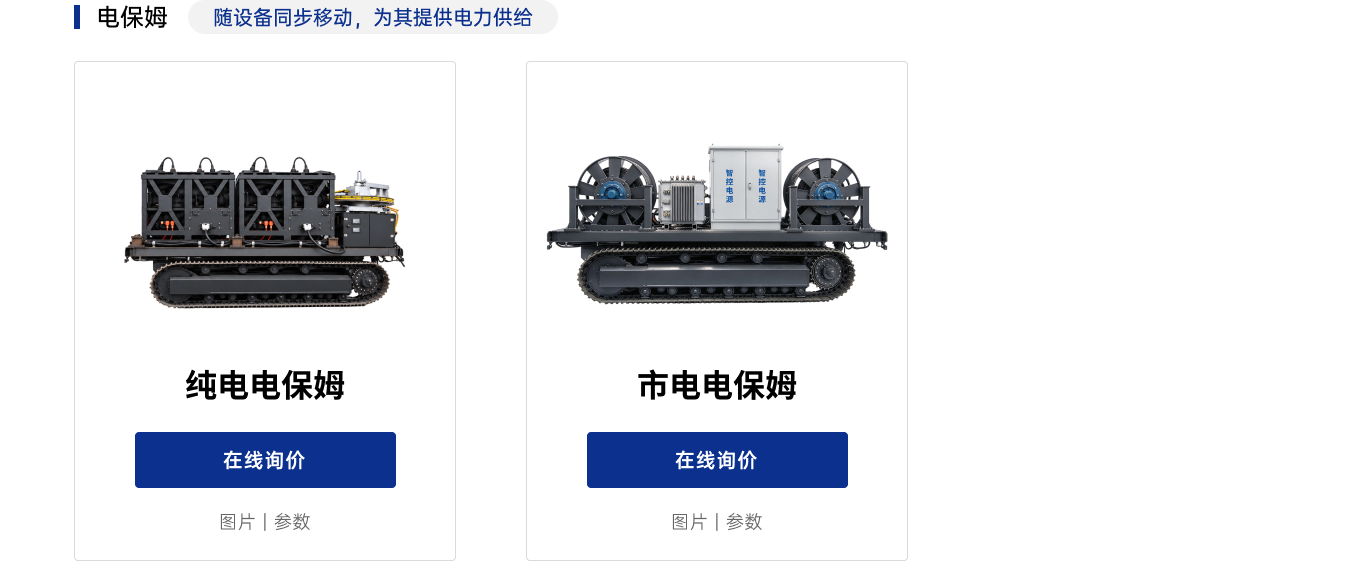 电保姆
随设备同步移动，为其提供电力供给
智控电源 智控电源
纯电电保姆
市电电保姆
在线询价
在线询价
图片 | 参数
图片 | 参数